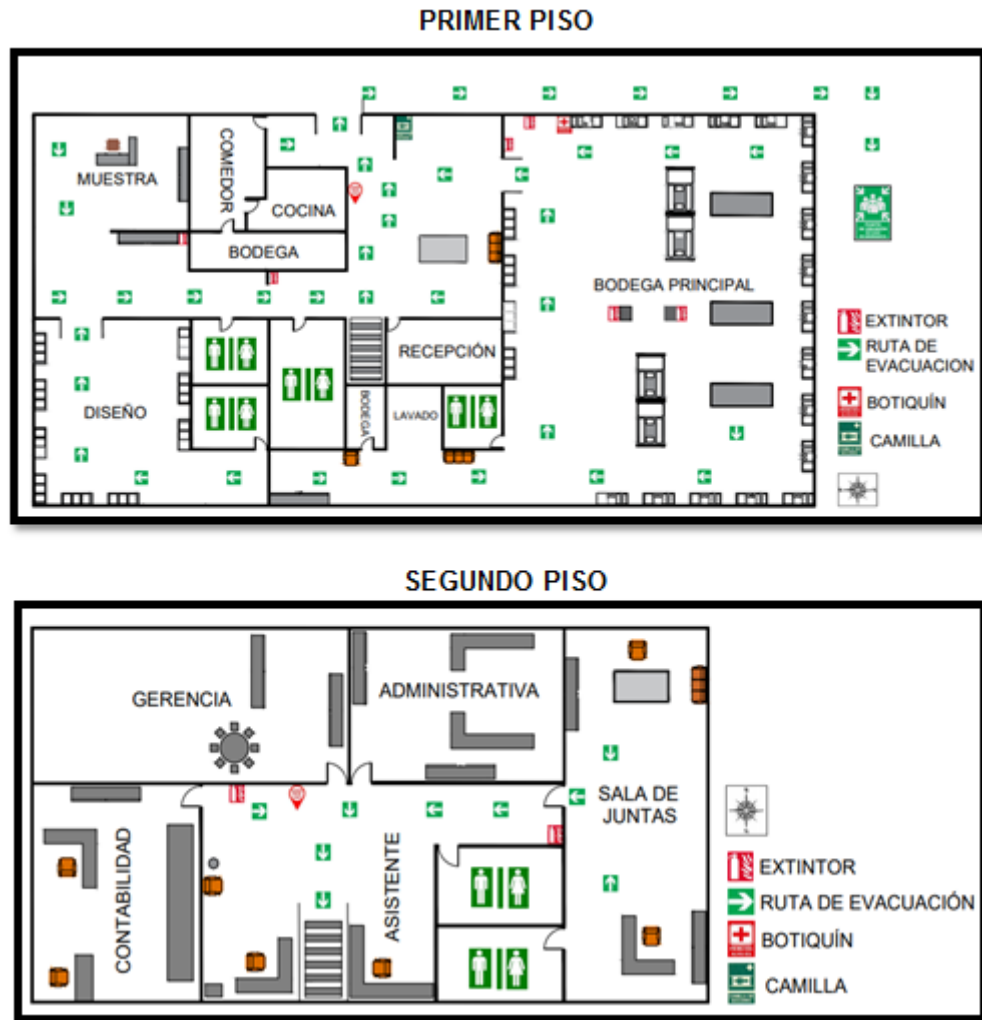 PRIMER PISO
MUESTRA
COMEDOR
COCINA
BODEGA
BODEGA PRINCIPAL
RECEPCIÓN
DISEÑO
BODEGA
LAVADO
EXTINTOR
RUTA DE
EVACUACION
BOTIQUÍN
CAMILLA
SEGUNDO PISO
GERENCIA
ADMINISTRATIVA
SALA DE
JUNTAS
CONTABILIDAD
ASISTENTE
EXTINTOR
RUTA DE EVACUACIÓN
BOTIQUÍN
CAMILLA